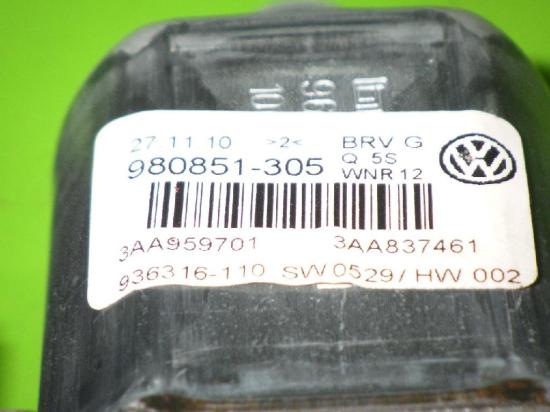 27.11.10 >2< BRV G
980851-305 Q 5S
WNR 12
3AA959701 3AA837461
936316-110 SW 0529/ HW 002